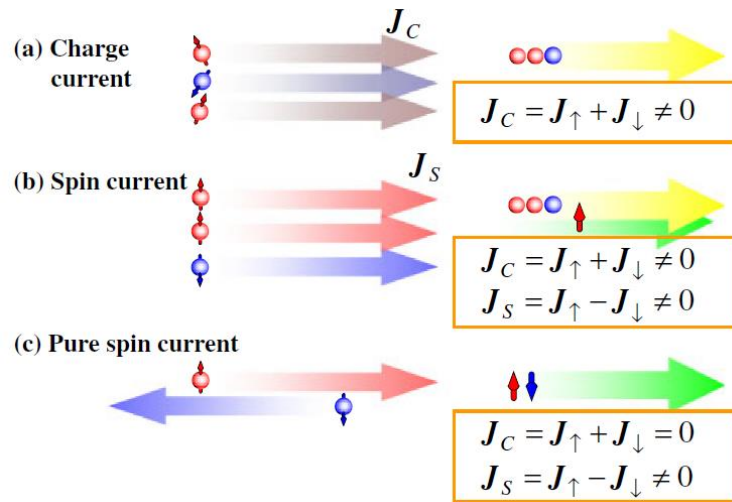 (a) Charge
current
J_C
J_C = J_↑ + J_↓ ≠ 0
(b) Spin current
J_S
J_C = J_↑ + J_↓ ≠ 0
J_S = J_↑ − J_↓ ≠ 0
(c) Pure spin current
J_C = J_↑ + J_↓ = 0
J_S = J_↑ − J_↓ ≠ 0